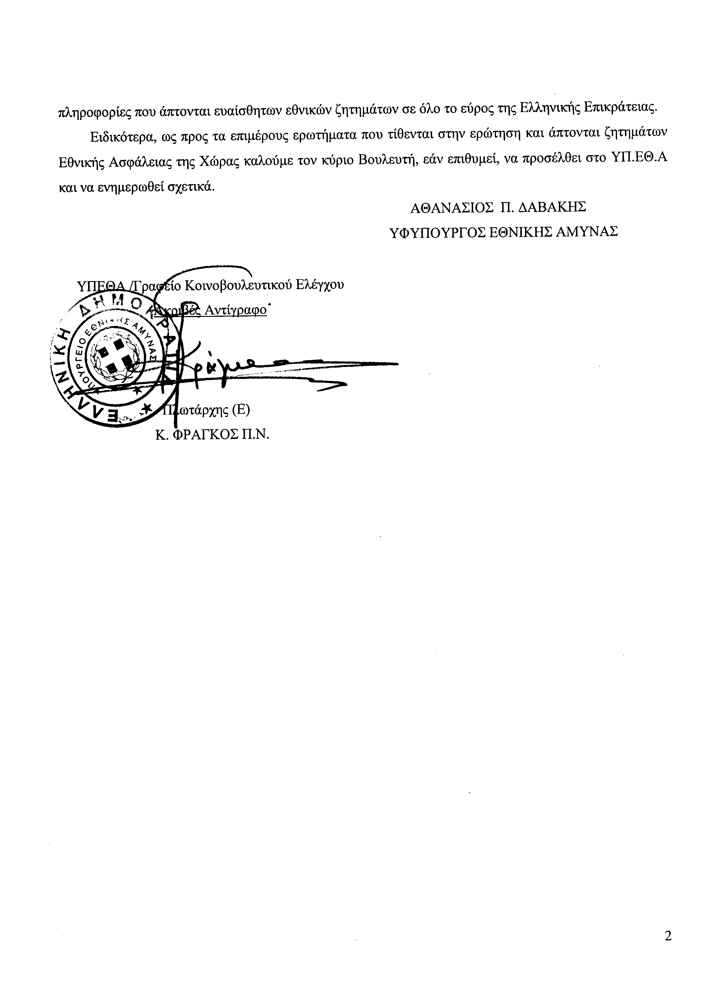 πληροφορίες που άπτονται ευαίσθητων εθνικών ζητημάτων σε όλο το εύρος της Ελληνικής Επικράτειας.
Ειδικότερα, ως προς τα επιμέρους ερωτήματα που τίθενται στην ερώτηση και άπτονται ζητημάτων
Εθνικής Ασφάλειας της Χώρας καλούμε τον κύριο Βουλευτή, εάν επιθυμεί, να προσέλθει στο ΥΠ.ΕΘ.Α
και να ενημερωθεί σχετικά.
ΑΘΑΝΑΣΙΟΣ Π. ΔΑΒΑΚΗΣ
ΥΦΥΠΟΥΡΓΟΣ ΕΘΝΙΚΗΣ ΑΜΥΝΑΣ
ΥΠΕΘΑ /Γραφείο Κοινοβουλευτικού Ελέγχου
Ακριβές Αντίγραφο
ΕΛΛΗΝΙΚΗ ΔΗΜΟΚΡΑΤΙΑ
ΥΠΟΥΡΓΕΙΟ ΕΘΝΙΚΗΣ ΑΜΥΝΑΣ
Πλωτάρχης (Ε)
Κ. ΦΡΑΓΚΟΣ Π.Ν.
2